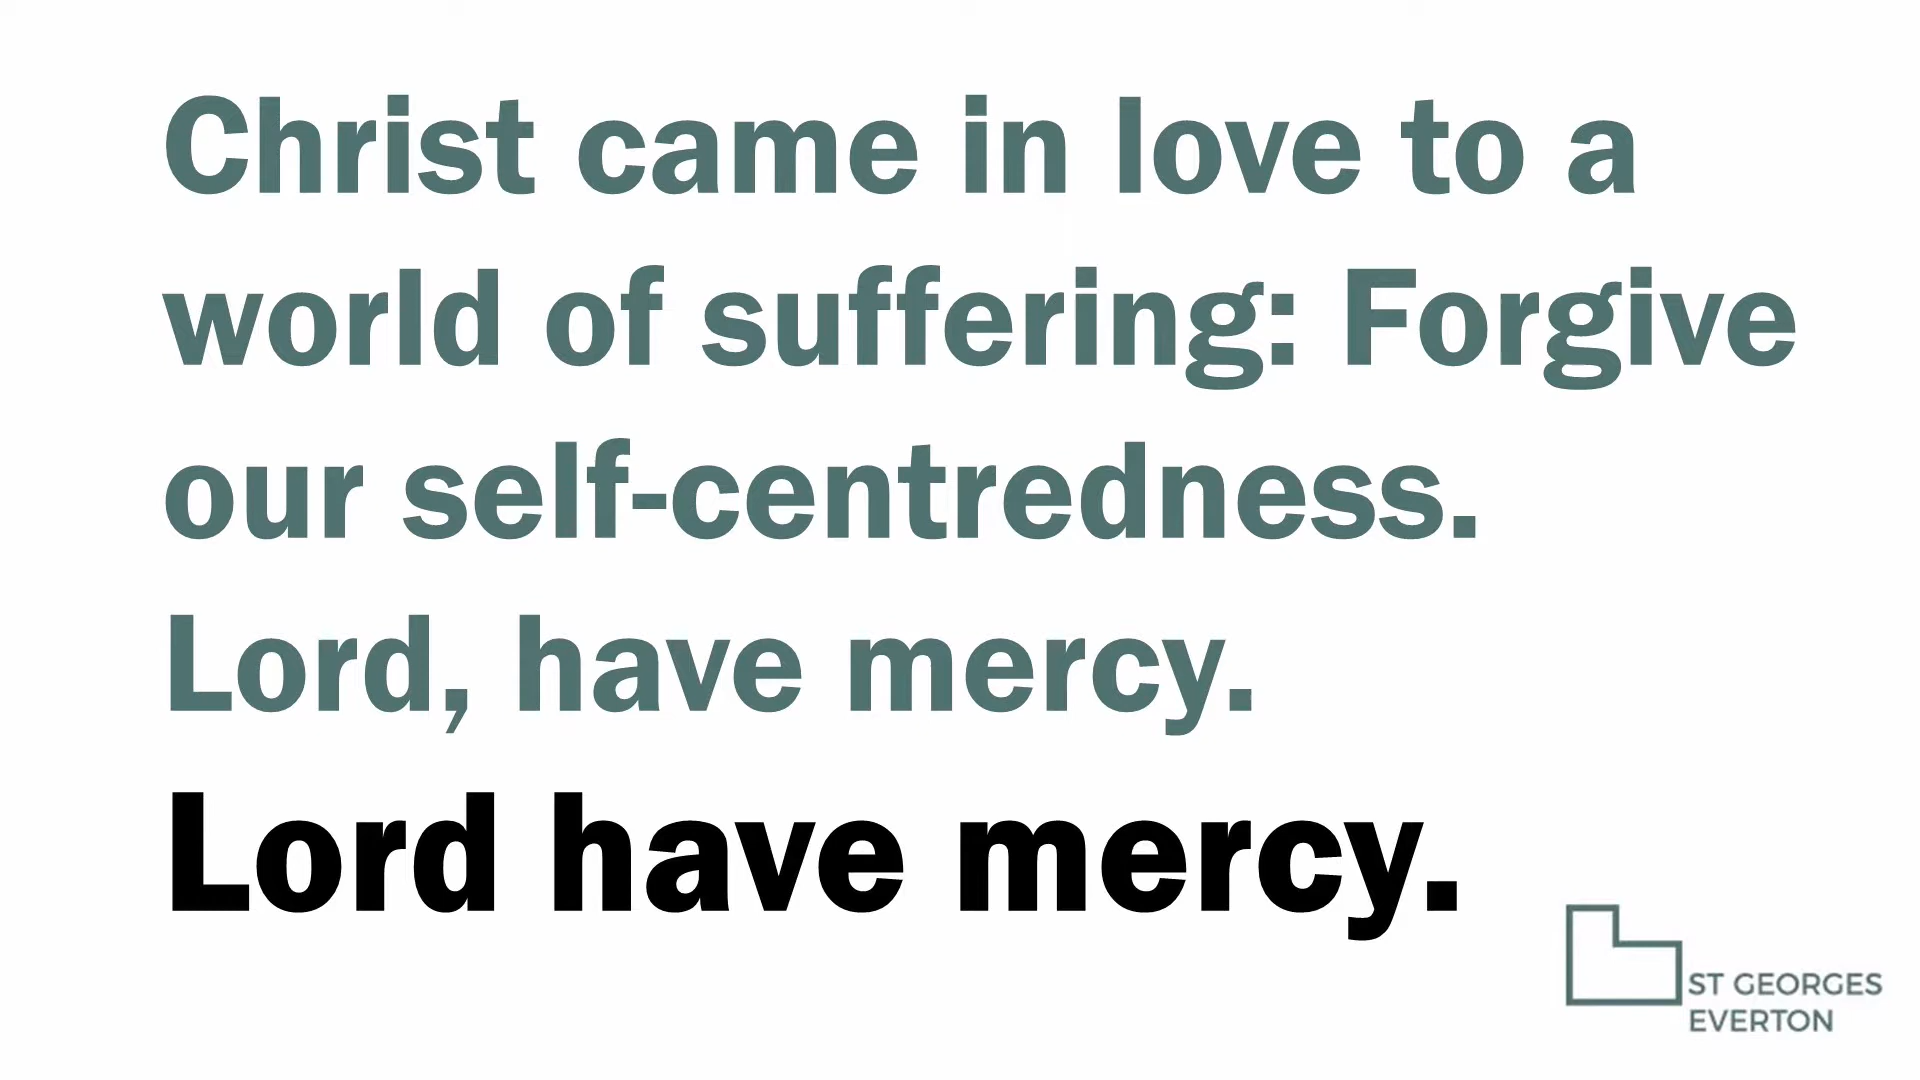 Christ came in love to a
world of suffering: Forgive
our self-centredness.
Lord, have mercy.
Lord have mercy.
ST GEORGES
EVERTON